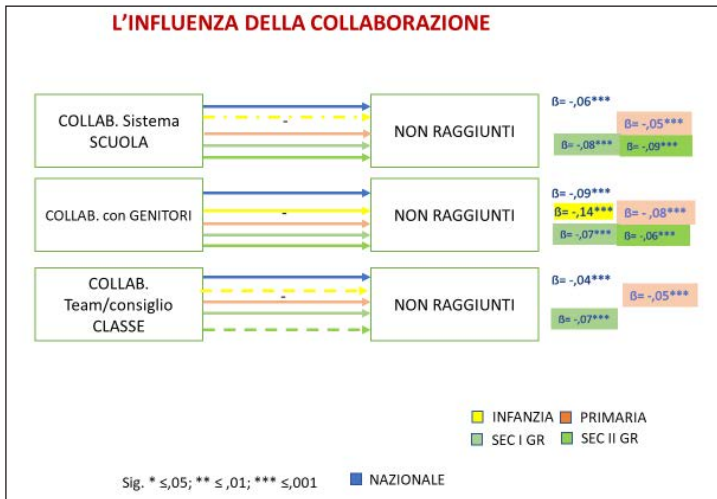 L'INFLUENZA DELLA COLLABORAZIONE
COLLAB. Sistema
SCUOLA
-
NON RAGGIUNTI
ß= -,06***
ß= -,05***
ß= -,08***
ß= -,09***
COLLAB. con GENITORI
-
NON RAGGIUNTI
ß= -,09***
ß= -,14***
ß= -,08***
ß= -,07***
ß= -,06***
COLLAB.
Team/consiglio
CLASSE
-
NON RAGGIUNTI
ß= -,04***
ß= -,05***
ß= -,07***
INFANZIA
PRIMARIA
SEC I GR
SEC II GR
Sig. * ≤,05; ** ≤ ,01; *** ≤,001
NAZIONALE